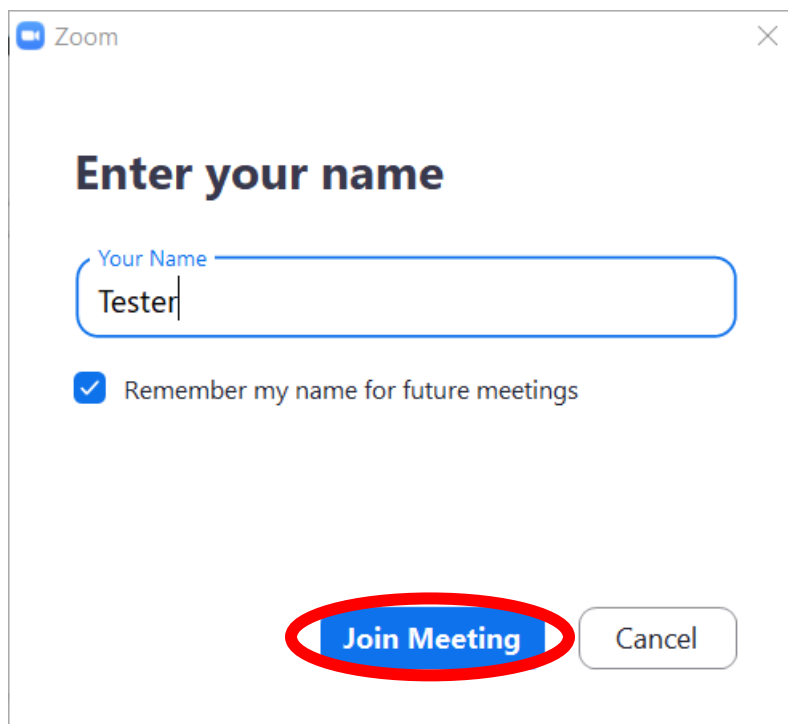 Zoom
Enter your name
Your Name
Tester
Remember my name for future meetings
Join Meeting Cancel